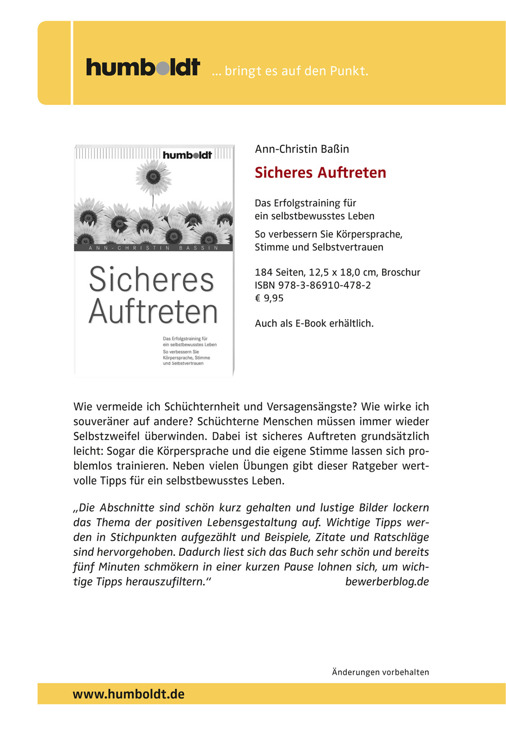 humboldt ... bringt es auf den Punkt.
humboldt
ANN-CHRISTIN BASSIN
Sicheres
Auftreten
Das Erfolgstraining für
ein selbstbewusstes Leben
So verbessern Sie
Körpersprache, Stimme
und Selbstvertrauen
Ann-Christin Baßin
Sicheres Auftreten
Das Erfolgstraining für
ein selbstbewusstes Leben
So verbessern Sie Körpersprache,
Stimme und Selbstvertrauen
184 Seiten, 12,5 x 18,0 cm, Broschur
ISBN 978-3-86910-478-2
€ 9,95
Auch als E-Book erhältlich.
Wie vermeide ich Schüchternheit und Versagensängste? Wie wirke ich
souveräner auf andere? Schüchterne Menschen müssen immer wieder
Selbstzweifel überwinden. Dabei ist sicheres Auftreten grundsätzlich
leicht: Sogar die Körpersprache und die eigene Stimme lassen sich pro-
blemlos trainieren. Neben vielen Übungen gibt dieser Ratgeber wert-
volle Tipps für ein selbstbewusstes Leben.
„Die Abschnitte sind schön kurz gehalten und lustige Bilder lockern
das Thema der positiven Lebensgestaltung auf. Wichtige Tipps wer-
den in Stichpunkten aufgezählt und Beispiele, Zitate und Ratschläge
sind hervorgehoben. Dadurch liest sich das Buch sehr schön und bereits
fünf Minuten schmökern in einer kurzen Pause lohnen sich, um wich-
tige Tipps herauszufiltern.“ bewerberblog.de
Änderungen vorbehalten
www.humboldt.de